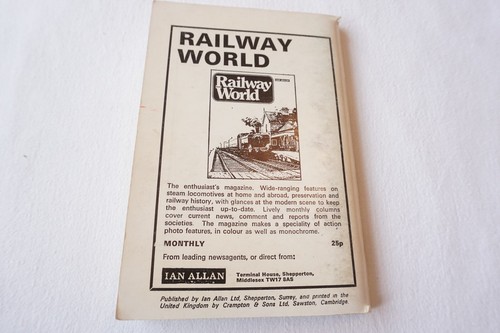 RAILWAY
WORLD
Railway
World
The enthusiast's magazine. Wide-ranging features on
steam locomotives at home and abroad, preservation and
railway history, with glances at the modern scene to keep
the enthusiast up-to-date. Lively monthly columns
cover current news, comment and reports from the
societies. The magazine makes a speciality of action
photo features, in colour as well as monochrome.
MONTHLY 25p
From leading newsagents, or direct from:
IAN ALLAN
Terminal House, Shepperton,
Middlesex TW17 8AS
Published by Ian Allan Ltd, Shepperton, Surrey, and printed in the
United Kingdom by Crampton & Sons Ltd, Sawston, Cambridge.